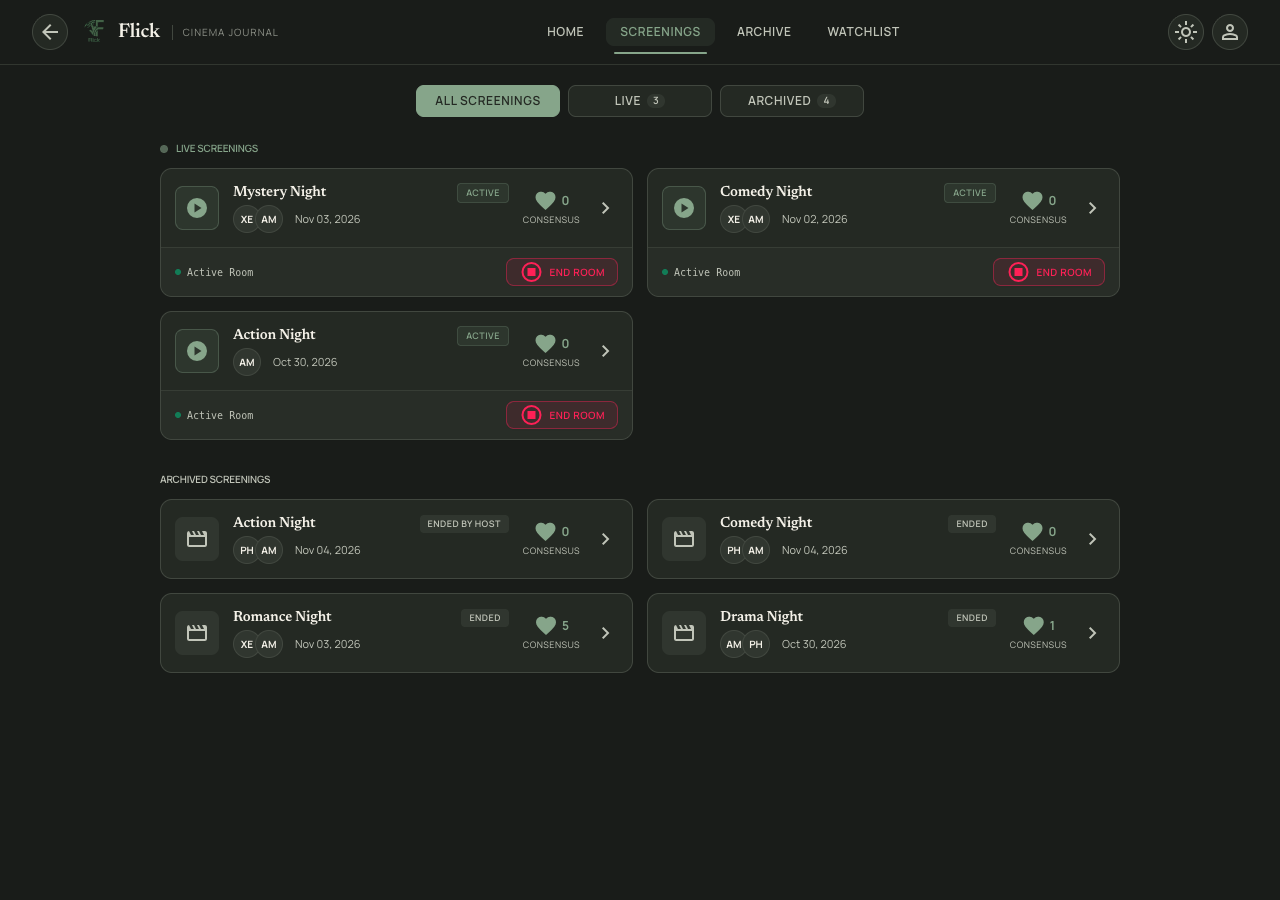 Flick CINEMA JOURNAL HOME SCREENINGS ARCHIVE WATCHLIST
Flick
ALL SCREENINGS LIVE 3 ARCHIVED 4
LIVE SCREENINGS
Mystery Night ACTIVE 0
XE AM Nov 03, 2026 CONSENSUS
Active Room END ROOM
Comedy Night ACTIVE 0
XE AM Nov 02, 2026 CONSENSUS
Active Room END ROOM
Action Night ACTIVE 0
AM Oct 30, 2026 CONSENSUS
Active Room END ROOM
ARCHIVED SCREENINGS
Action Night ENDED BY HOST 0
PH AM Nov 04, 2026 CONSENSUS
Comedy Night ENDED 0
PH AM Nov 04, 2026 CONSENSUS
Romance Night ENDED 5
XE AM Nov 03, 2026 CONSENSUS
Drama Night ENDED 1
AM PH Oct 30, 2026 CONSENSUS